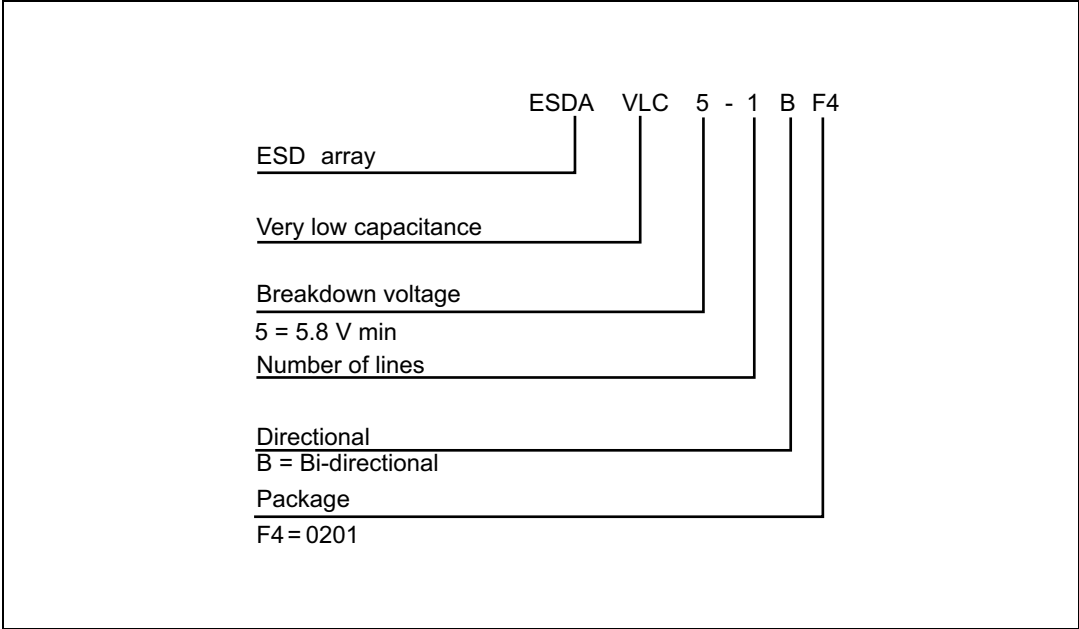 ESDA VLC 5 - 1 B F4
ESD array
Very low capacitance
Breakdown voltage
5 = 5.8 V min
Number of lines
Directional
B = Bi-directional
Package
F4 = 0201